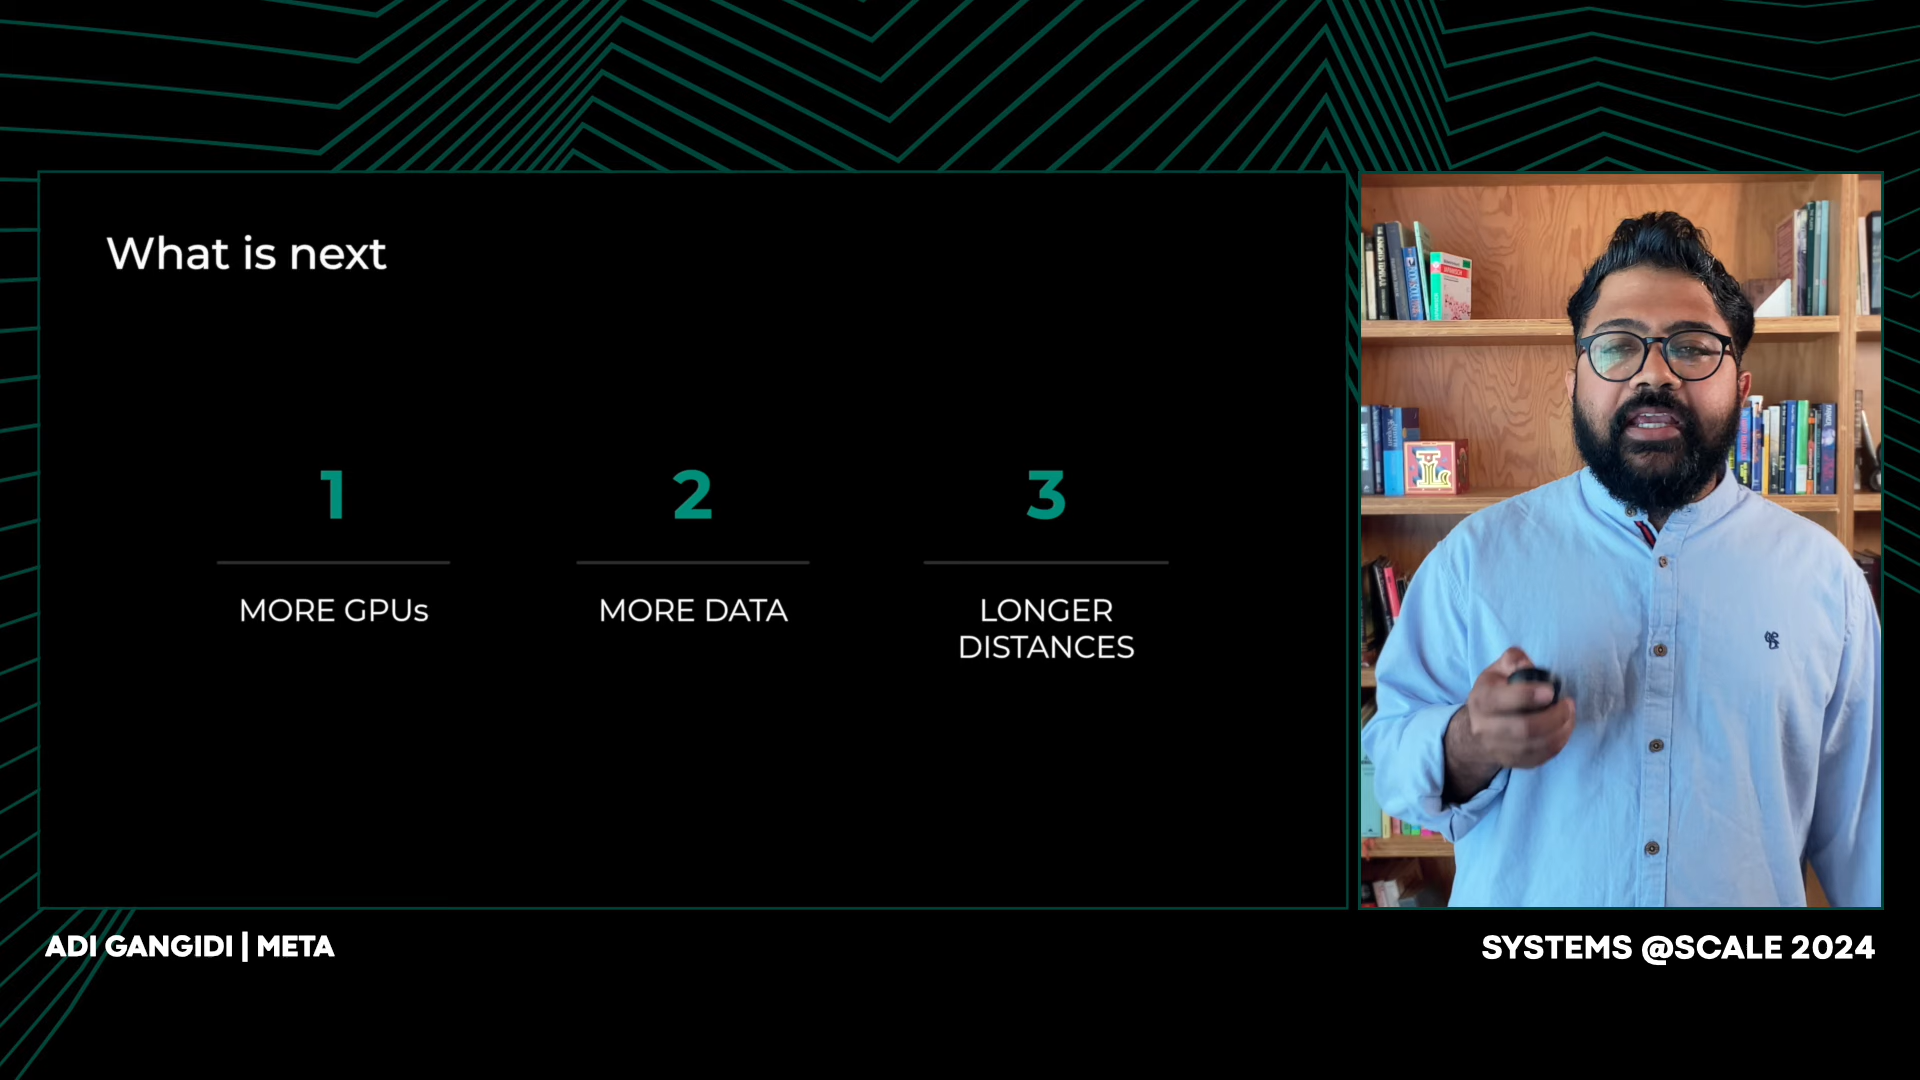 What is next
1
MORE GPUs
2
MORE DATA
3
LONGER
DISTANCES
ADI GANGIDI | META
SYSTEMS @SCALE 2024